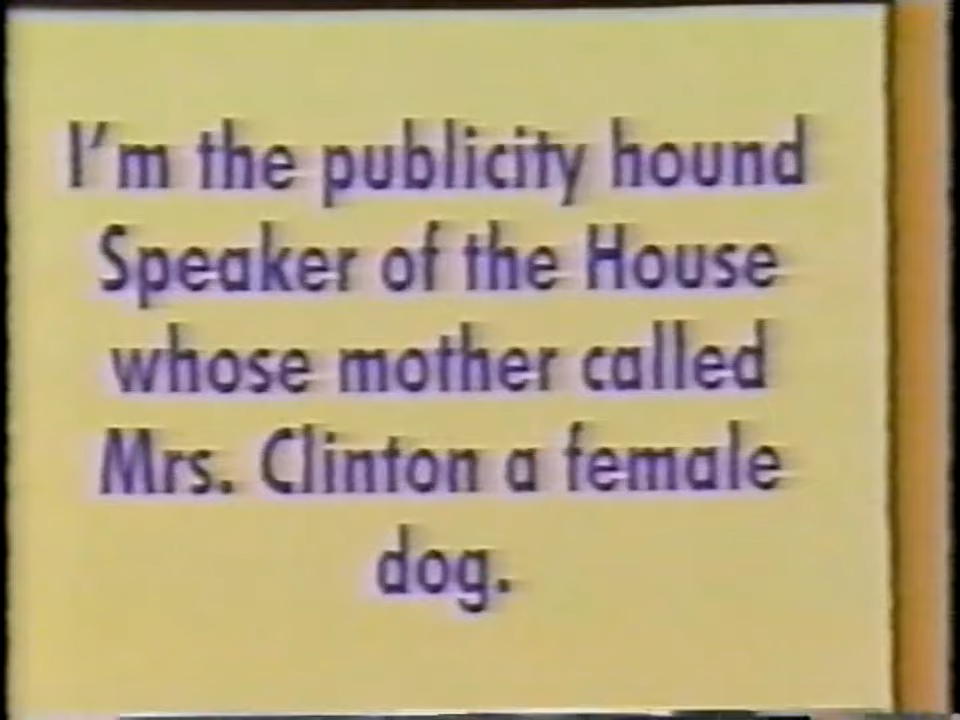 I'm the publicity hound
Speaker of the House
whose mother called
Mrs. Clinton a female
dog.